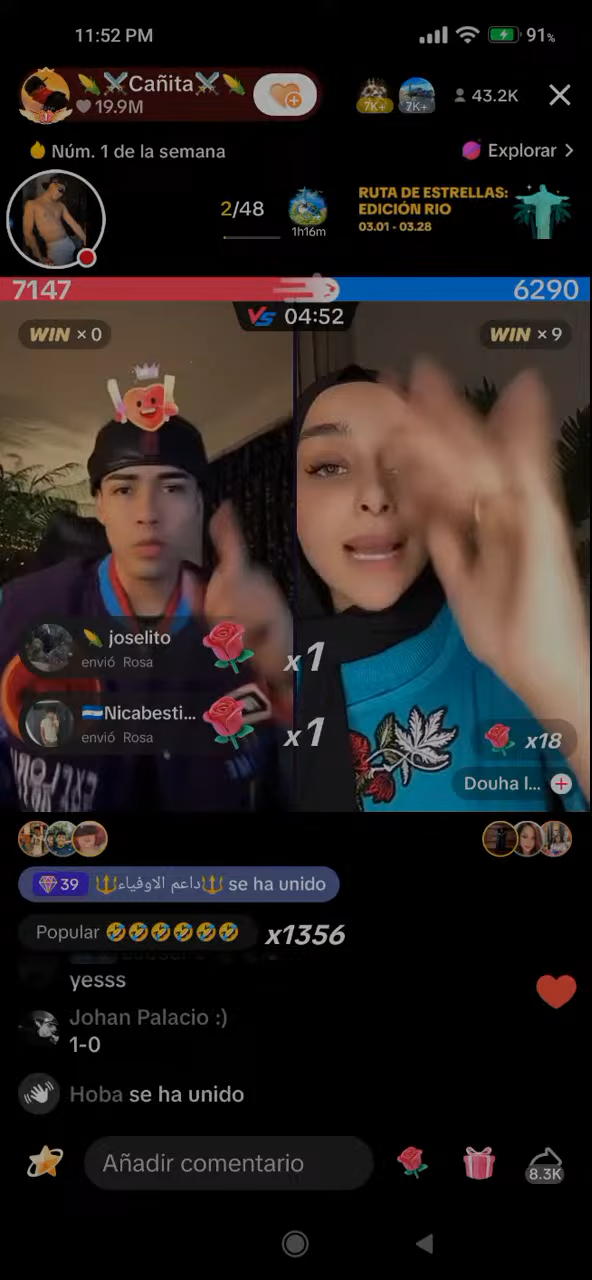 11:52 PM
91%
🌽⚔️Cañita⚔️🌽
19.9M
7K+
7K+
43.2K
Núm. 1 de la semana
Explorar >
2/48
1h16m
RUTA DE ESTRELLAS:
EDICIÓN RIO
03.01 - 03.28
7147
6290
VS 04:52
WIN × 0
WIN × 9
🌽 joselito
envió Rosa
x1
🇳🇮Nicabesti...
envió Rosa
x1
x18
Douha l...
39 🔱داعم الاوفياء🔱 se ha unido
Popular 🤣🤣🤣🤣🤣🤣 x1356
yesss
Johan Palacio :)
1-0
Hoba se ha unido
Añadir comentario
8.3K